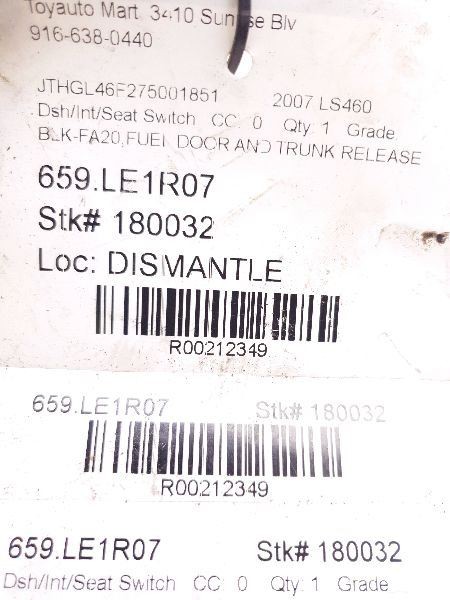 Toyauto Mart 3410 Sunrise Blv
916-638-0440
JTHGL46F275001851 2007 LS460
Dsh/Int/Seat Switch CC: 0 Qty: 1 Grade
BLK-FA20,FUEL DOOR AND TRUNK RELEASE
659.LE1R07
Stk# 180032
Loc: DISMANTLE
R00212349
659.LE1R07 Stk# 180032
R00212349
659.LE1R07 Stk# 180032
Dsh/Int/Seat Switch CC: 0 Qty: 1 Grade